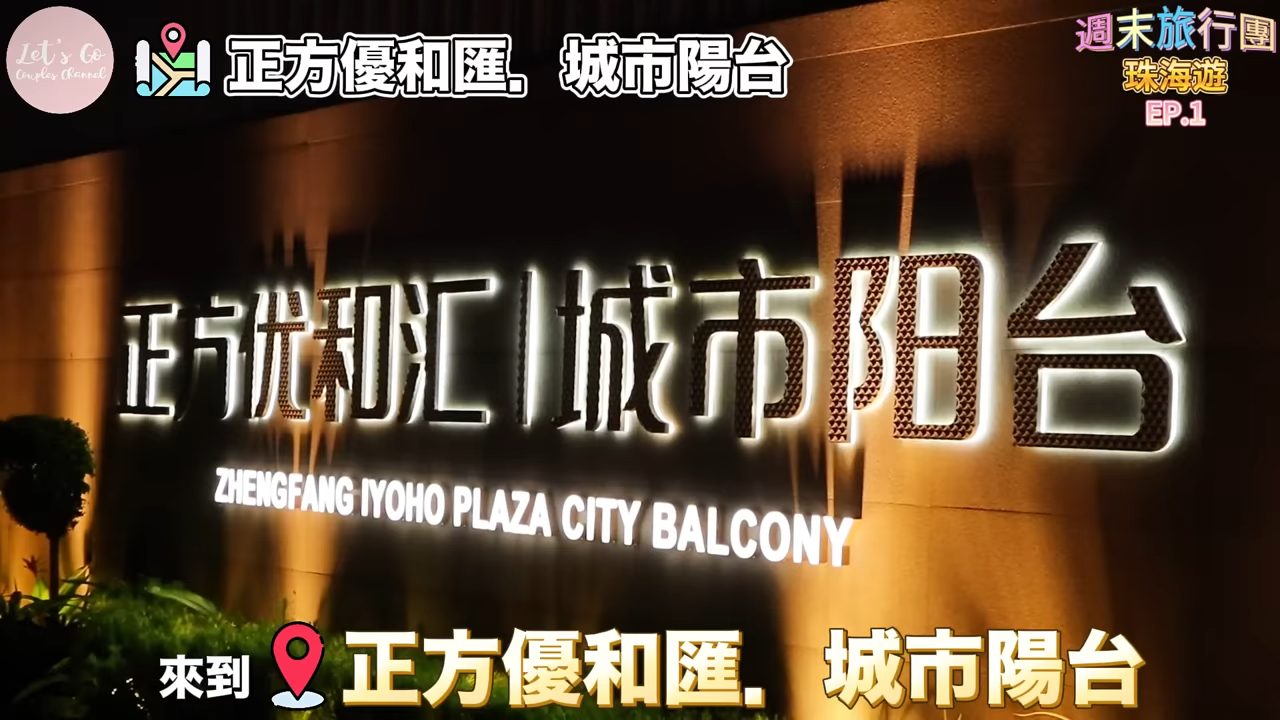 Let's Go
Couples Channel
正方優和匯．城市陽台
週末旅行團
珠海遊
EP.1
正方优和汇|城市阳台
ZHENGFANG IYOHO PLAZA CITY BALCONY
來到 正方優和匯．城市陽台